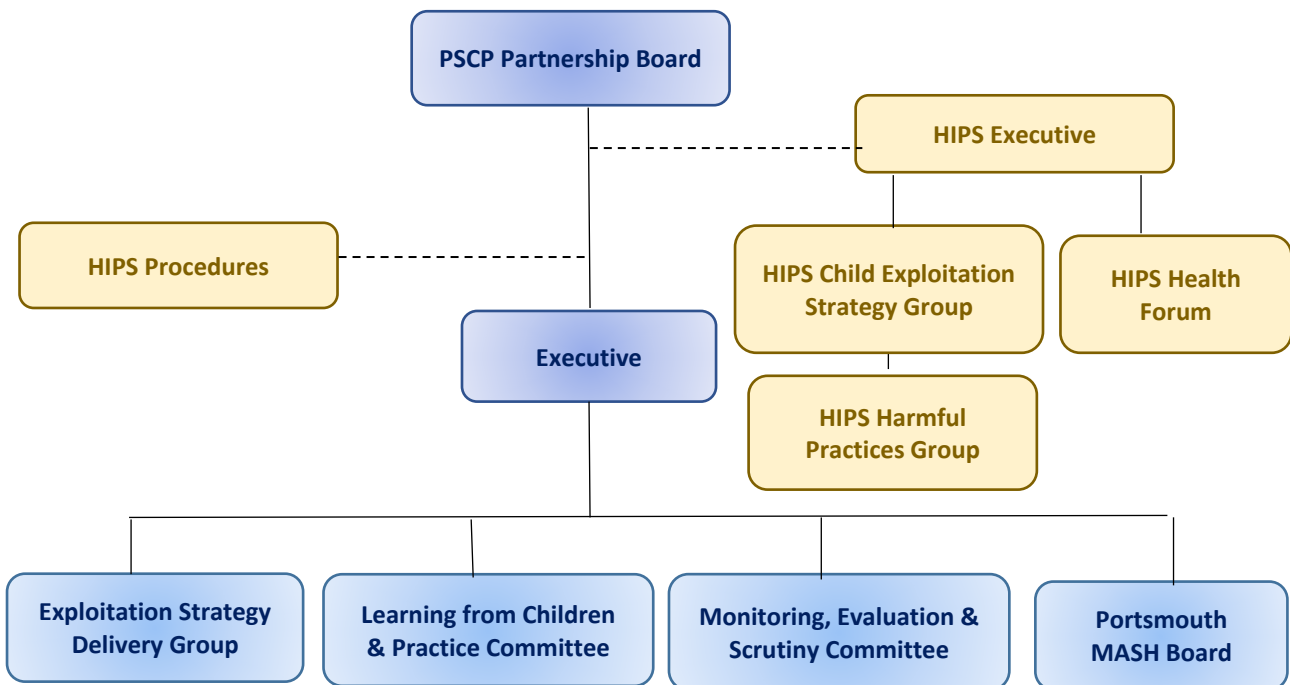 PSCP Partnership Board
HIPS Executive
HIPS Procedures
HIPS Child Exploitation
Strategy Group
HIPS Health
Forum
Executive
HIPS Harmful
Practices Group
Exploitation Strategy
Delivery Group
Learning from Children
& Practice Committee
Monitoring, Evaluation &
Scrutiny Committee
Portsmouth
MASH Board